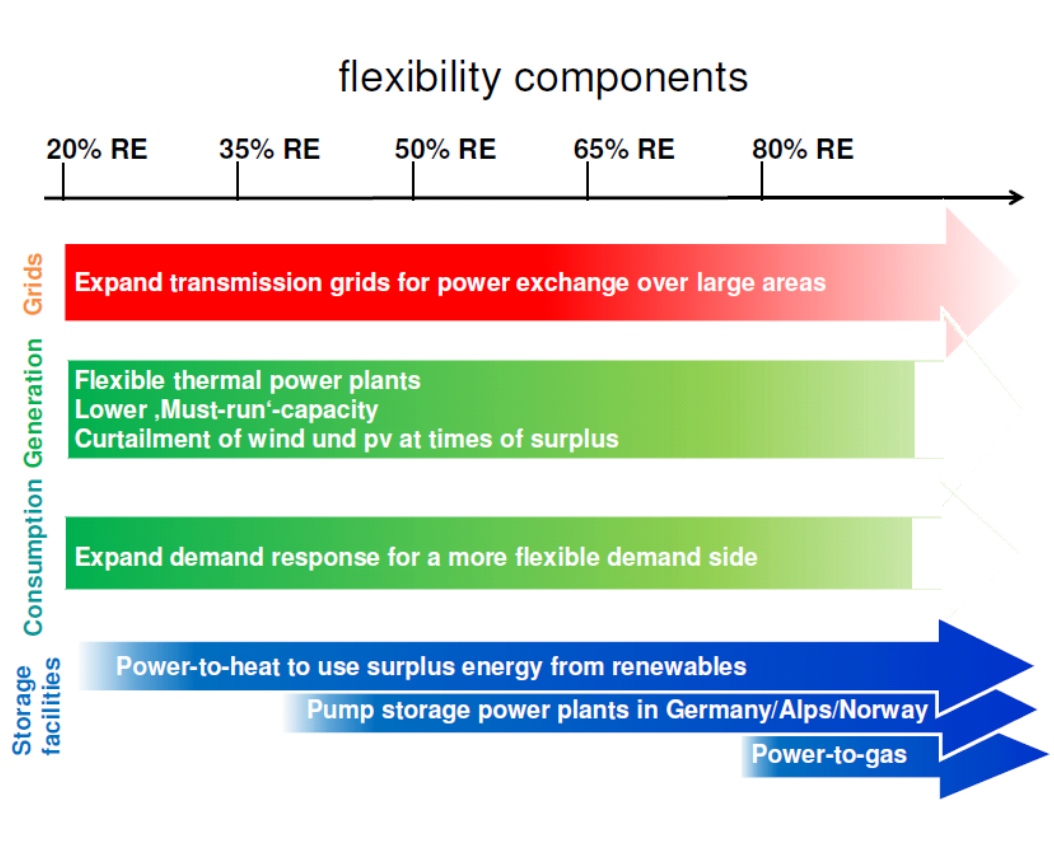 flexibility components
20% RE 35% RE 50% RE 65% RE 80% RE
Grids
Expand transmission grids for power exchange over large areas
Generation
Flexible thermal power plants
Lower ‚Must-run‘-capacity
Curtailment of wind und pv at times of surplus
Consumption
Expand demand response for a more flexible demand side
Storage
facilities
Power-to-heat to use surplus energy from renewables
Pump storage power plants in Germany/Alps/Norway
Power-to-gas